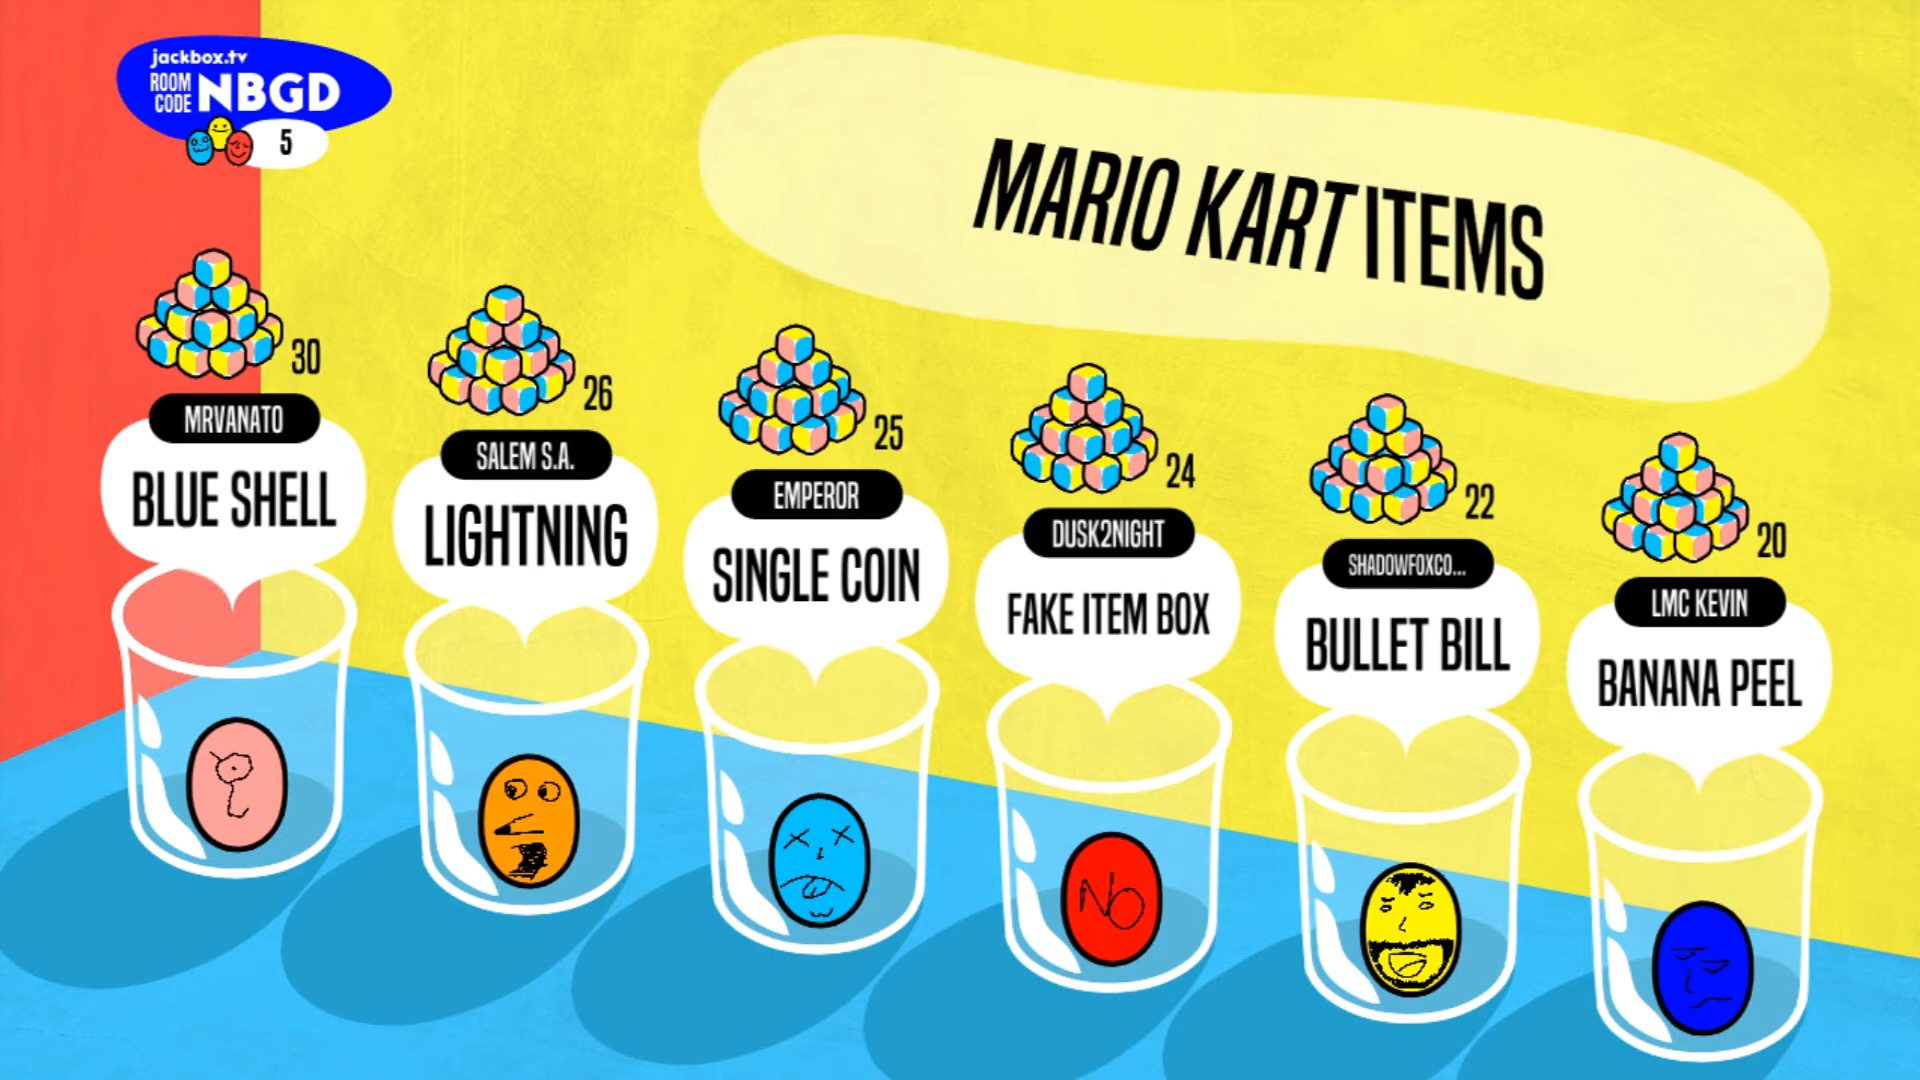 jackbox.tv
ROOM
CODE
NBGD
5
MARIO KART ITEMS
30
MRVANATO
BLUE SHELL
26
SALEM S.A.
LIGHTNING
25
EMPEROR
SINGLE COIN
24
DUSK2NIGHT
FAKE ITEM BOX
22
SHADOWFOXCO...
BULLET BILL
20
LMC KEVIN
BANANA PEEL
NO